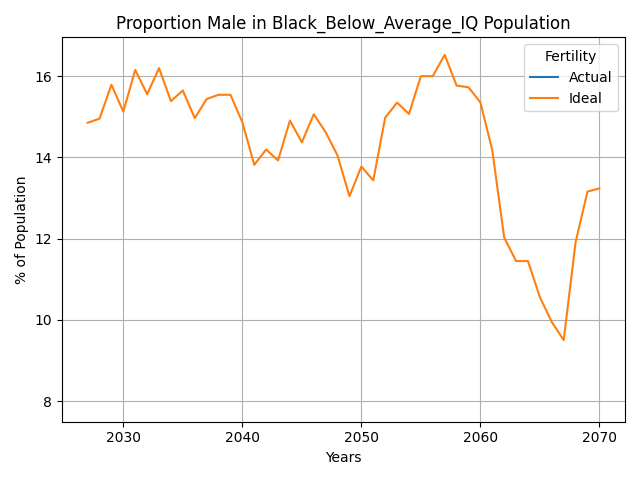 Proportion Male in Black_Below_Average_IQ Population
% of Population
16
14
12
10
8
Fertility
Actual
Ideal
2030
2040
2050
2060
2070
Years